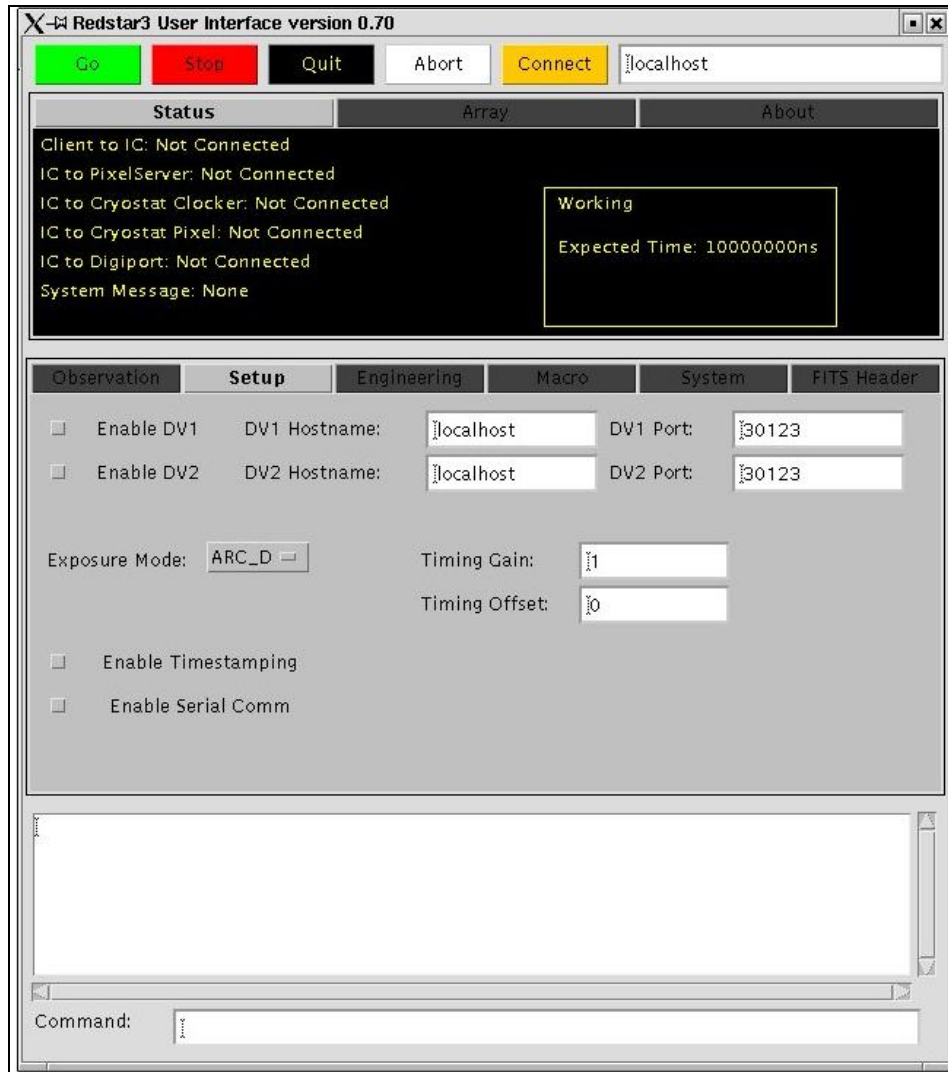 Redstar3 User Interface version 0.70
Go Stop Quit Abort Connect localhost
Status Array About
Client to IC: Not Connected
IC to PixelServer: Not Connected
IC to Cryostat Clocker: Not Connected
IC to Cryostat Pixel: Not Connected
IC to Digiport: Not Connected
System Message: None
Working
Expected Time: 10000000ns
Observation Setup Engineering Macro System FITS Header
Enable DV1 DV1 Hostname: localhost DV1 Port: 30123
Enable DV2 DV2 Hostname: localhost DV2 Port: 30123
Exposure Mode: ARC_D Timing Gain: 1
Timing Offset: 0
Enable Timestamping
Enable Serial Comm
Command: